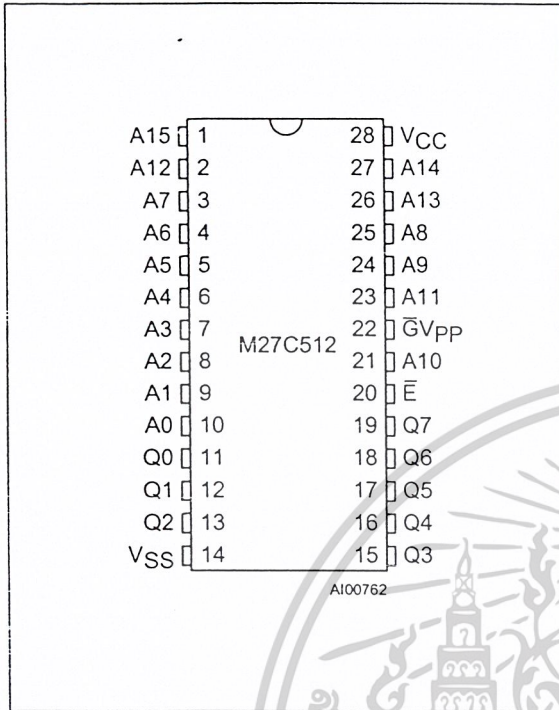 A15 1 28 VCC
A12 2 27 A14
A7 3 26 A13
A6 4 25 A8
A5 5 24 A9
A4 6 23 A11
A3 7 22 G̅VPP
A2 8 M27C512 21 A10
A1 9 20 E̅
A0 10 19 Q7
Q0 11 18 Q6
Q1 12 17 Q5
Q2 13 16 Q4
VSS 14 15 Q3
AI00762